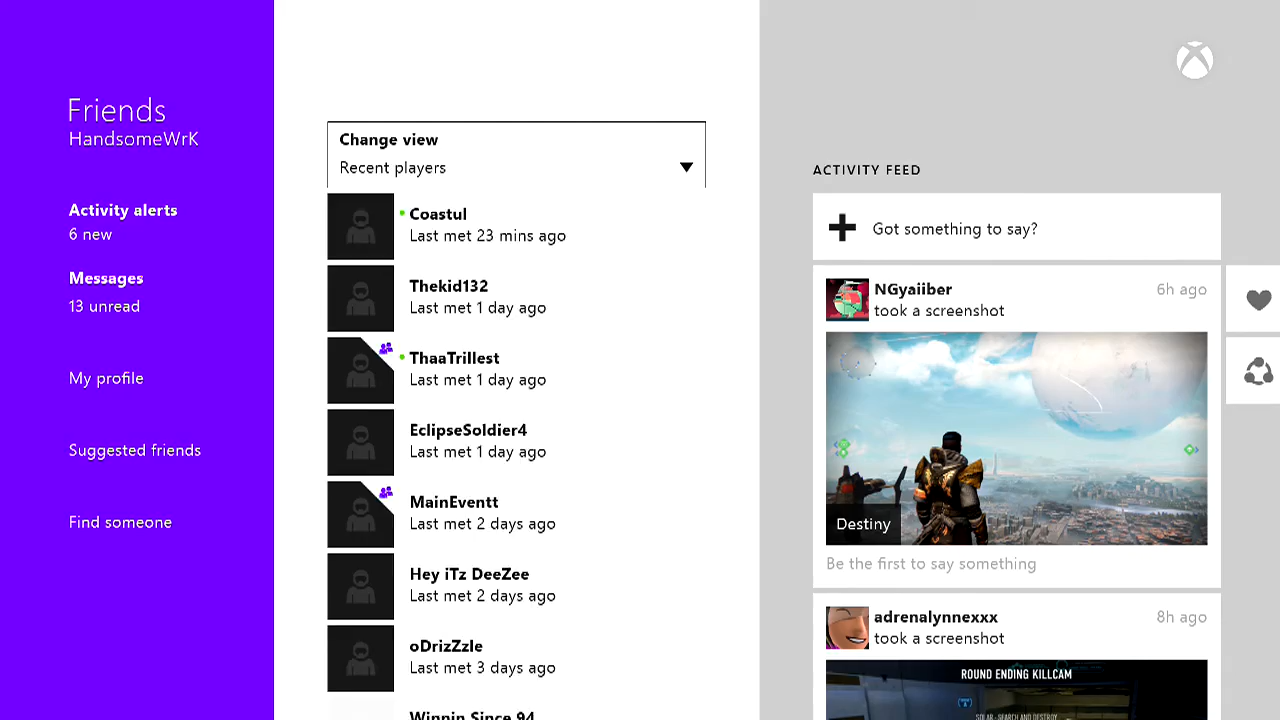 Friends
HandsomeWrK
Activity alerts
6 new
Messages
13 unread
My profile
Suggested friends
Find someone
Change view
Recent players
Coastul
Last met 23 mins ago
Thekid132
Last met 1 day ago
ThaaTrillest
Last met 1 day ago
EclipseSoldier4
Last met 1 day ago
MainEventt
Last met 2 days ago
Hey iTz DeeZee
Last met 2 days ago
oDrizZzle
Last met 3 days ago
Winnin Since 94
ACTIVITY FEED
Got something to say?
NGyaiiber
6h ago
took a screenshot
Destiny
Be the first to say something
adrenalynnexxx
8h ago
took a screenshot
ROUND ENDING KILLCAM
SOLAR - SEARCH AND DESTROY